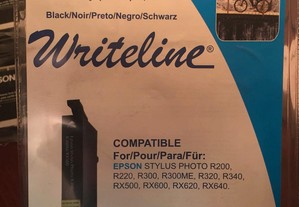 Black/Noir/Preto/Negro/Schwarz
Writeline®
COMPATIBLE
For/Pour/Para/Für:
EPSON STYLUS PHOTO R200,
R220, R300, R300ME, R320, R340,
RX500, RX600, RX620, RX640.
EPSON